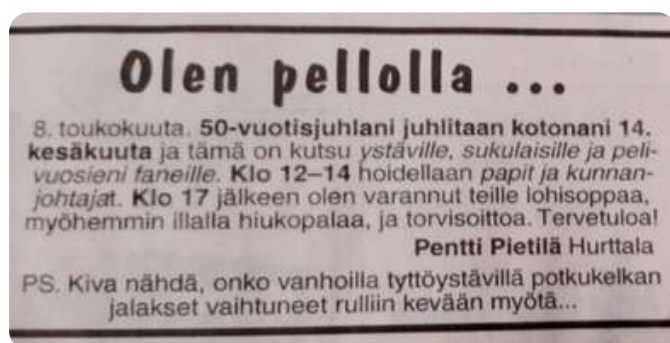 Olen pellolla ...
8. toukokuuta. 50-vuotisjuhlani juhlitaan kotonani 14.
kesäkuuta ja tämä on kutsu ystäville, sukulaisille ja peli-
vuosieni faneille. Klo 12–14 hoidellaan papit ja kunnan-
johtajat. Klo 17 jälkeen olen varannut teille lohisoppaa,
myöhemmin illalla hiukopalaa, ja torvisoittoa. Tervetuloa!
Pentti Pietilä Hurttala
PS. Kiva nähdä, onko vanhoilla tyttöystävillä potkukelkan
jalakset vaihtuneet rulliin kevään myötä...